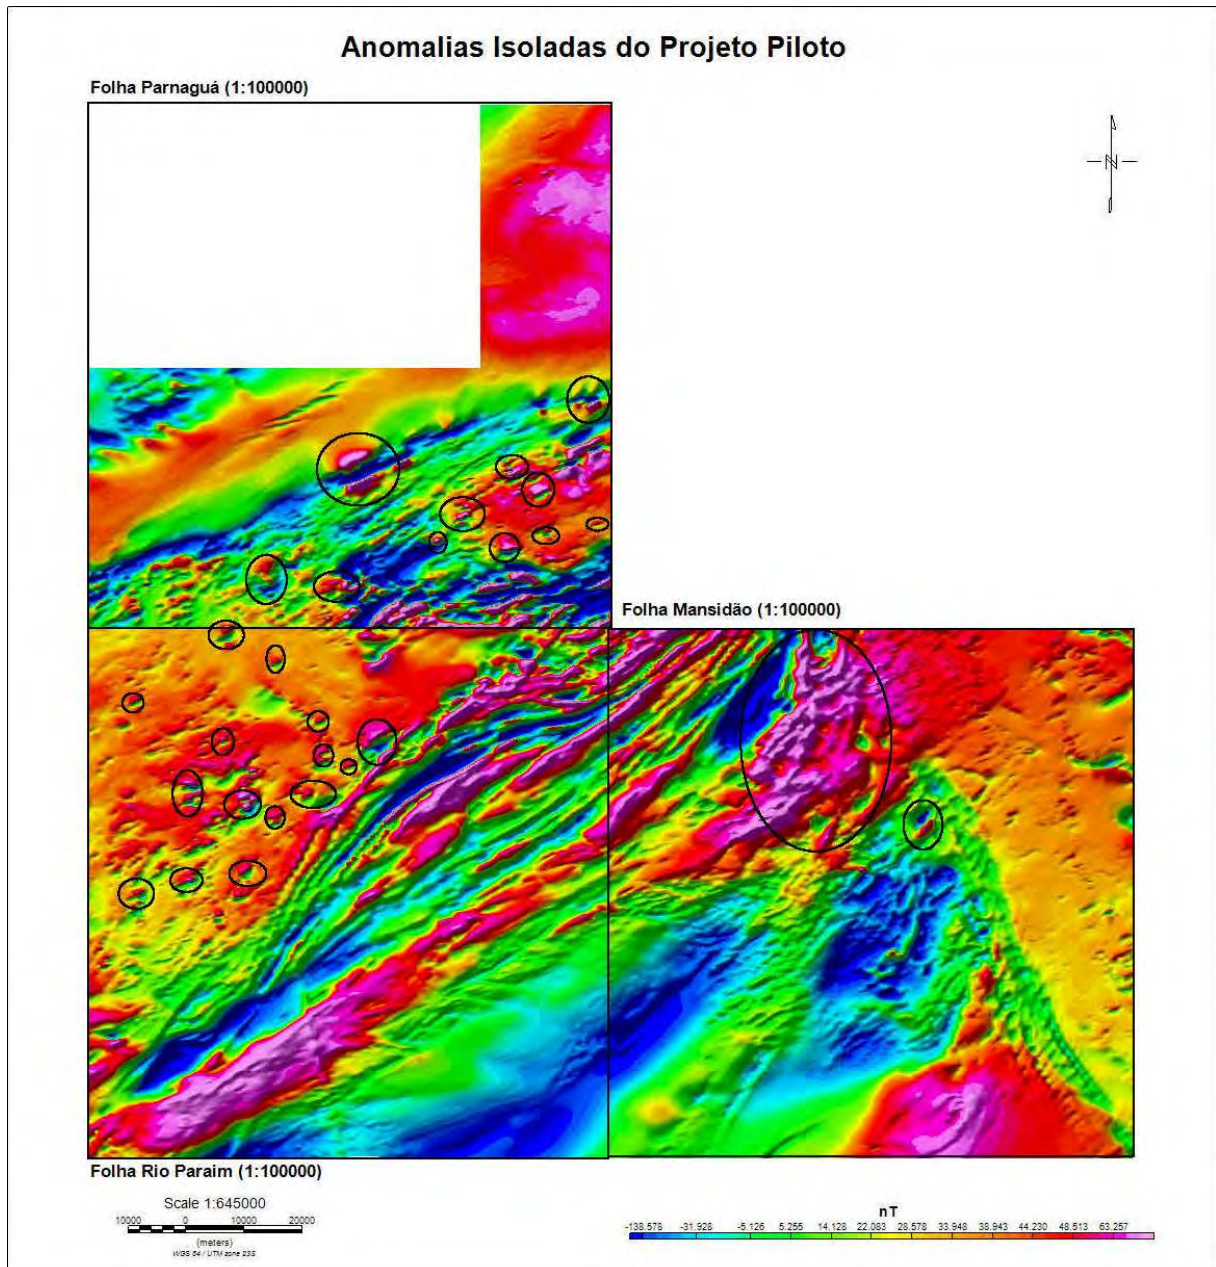 Anomalias Isoladas do Projeto Piloto
Folha Parnaguá (1:100000)
N
Folha Mansidão (1:100000)
Folha Rio Paraim (1:100000)
Scale 1:645000
10000 0 10000 20000
(meters)
WGS 84 / UTM zone 23S
nT
-138.578 -31.928 -5.126 5.255 14.128 22.083 28.578 33.948 38.943 44.230 48.513 63.257